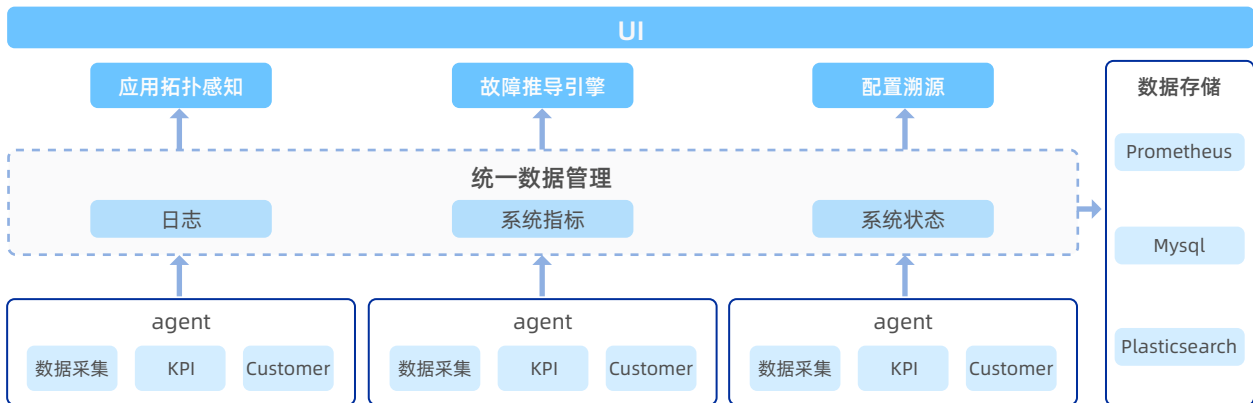 UI
应用拓扑感知
故障推导引擎
配置溯源
数据存储
Prometheus
Mysql
Plasticsearch
统一数据管理
日志
系统指标
系统状态
agent
数据采集
KPI
Customer
agent
数据采集
KPI
Customer
agent
数据采集
KPI
Customer